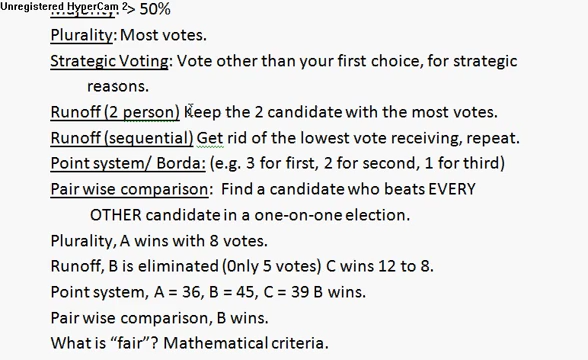 Unregistered HyperCam 2
Majority: > 50%
Plurality: Most votes.
Strategic Voting: Vote other than your first choice, for strategic
reasons.
Runoff (2 person) Keep the 2 candidate with the most votes.
Runoff (sequential) Get rid of the lowest vote receiving, repeat.
Point system/ Borda: (e.g. 3 for first, 2 for second, 1 for third)
Pair wise comparison: Find a candidate who beats EVERY
OTHER candidate in a one-on-one election.
Plurality, A wins with 8 votes.
Runoff, B is eliminated (0nly 5 votes) C wins 12 to 8.
Point system, A = 36, B = 45, C = 39 B wins.
Pair wise comparison, B wins.
What is "fair"? Mathematical criteria.